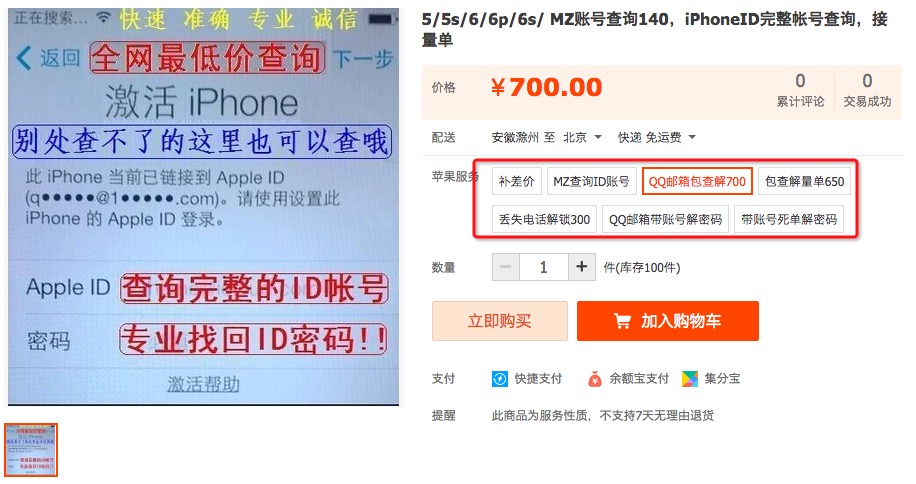 正在搜索...
快速 准确 专业 诚信
返回
全网最低价查询
下一步
激活 iPhone
别处查不了的这里也可以查哦
此 iPhone 当前已链接到 Apple ID
(q●●●●●@1●●●●●.com)。请使用设置此
iPhone 的 Apple ID 登录。
Apple ID
查询完整的ID帐号
密码
专业找回ID密码!!
激活帮助
5/5s/6/6p/6s/ MZ账号查询140，iPhoneID完整帐号查询，接
量单
价格
¥700.00
0
累计评论
0
交易成功
配送
安徽滁州 至 北京
快递 免运费
苹果服务
补差价
MZ查询ID账号
QQ邮箱包查解700
包查解量单650
丢失电话解锁300
QQ邮箱带账号解密码
带账号死单解密码
数量
1
件(库存100件)
立即购买
加入购物车
支付
快捷支付
余额宝支付
集分宝
提醒
此商品为服务性质，不支持7天无理由退货